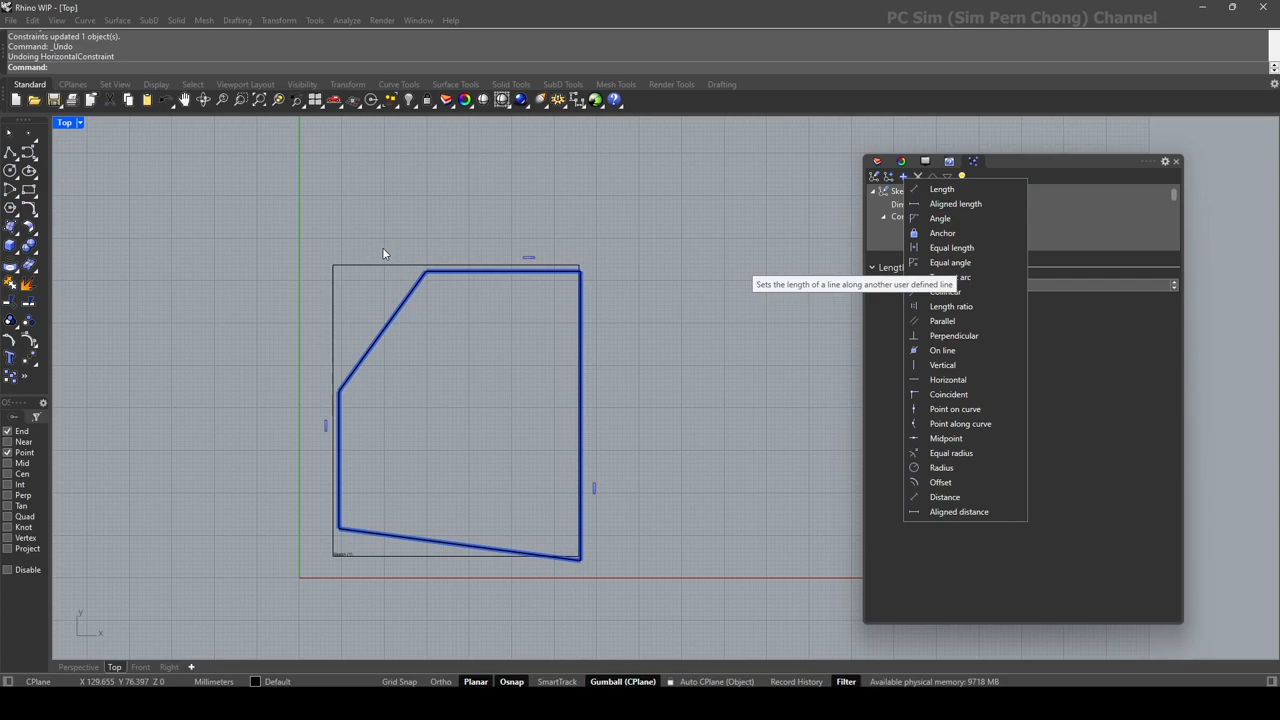 Rhino WIP - [Top]
PC Sim (Sim Pern Chong) Channel
File Edit View Curve Surface SubD Solid Mesh Drafting Transform Tools Analyze Render Window Help
Constraints updated 1 object(s).
Command: _Undo
Undoing HorizontalConstraint
Command:
Standard CPlanes Set View Display Select Viewport Layout Visibility Transform Curve Tools Surface Tools Solid Tools SubD Tools Mesh Tools Render Tools Drafting
Top
Length
Aligned length
Angle
Anchor
Equal length
Equal angle
arc
Sets the length of a line along another user defined line
Length ratio
Parallel
Perpendicular
On line
Vertical
Horizontal
Coincident
Point on curve
Point along curve
Midpoint
Equal radius
Radius
Offset
Distance
Aligned distance
Ske
Dim
Co
Length
End
Near
Point
Mid
Cen
Int
Perp
Tan
Quad
Knot
Vertex
Project
Disable
y
x
Perspective Top Front Right
CPlane X 129.655 Y 76.397 Z 0 Millimeters Default Grid Snap Ortho Planar Osnap SmartTrack Gumball (CPlane) Auto CPlane (Object) Record History Filter Available physical memory: 9718 MB